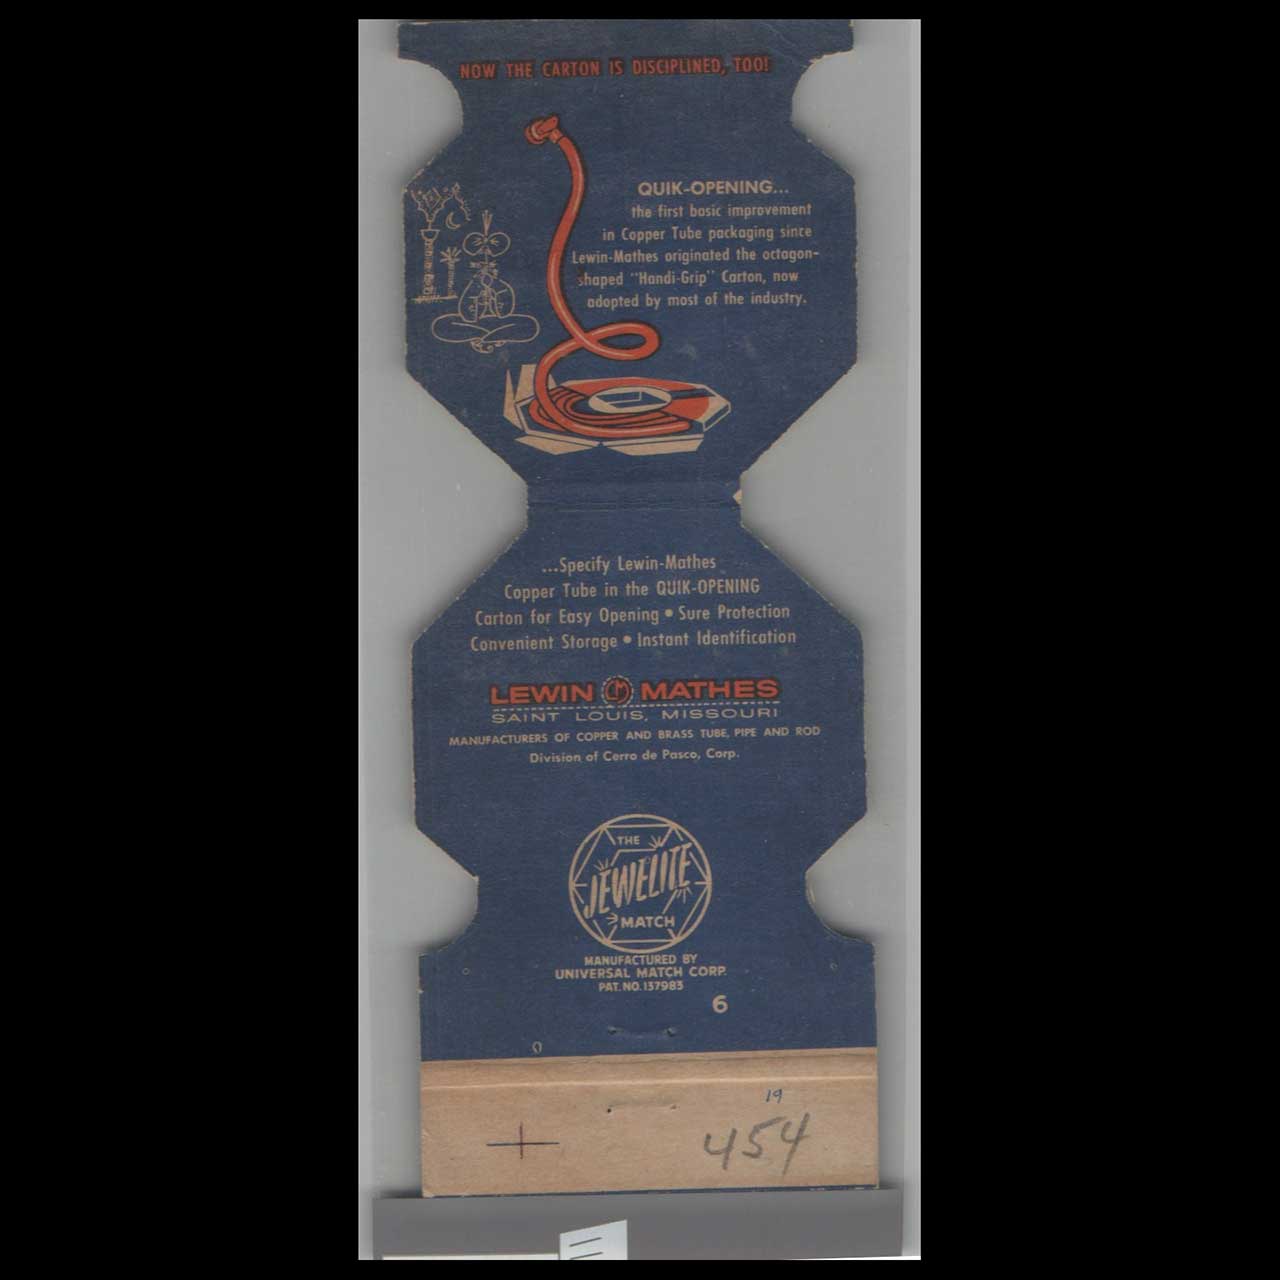 NOW THE CARTON IS DISCIPLINED, TOO!
QUIK-OPENING...
the first basic improvement
in Copper Tube packaging since
Lewin-Mathes originated the octagon-
shaped "Handi-Grip" Carton, now
adopted by most of the industry.
...Specify Lewin-Mathes
Copper Tube in the QUIK-OPENING
Carton for Easy Opening • Sure Protection
Convenient Storage • Instant Identification
LEWIN LM MATHES
SAINT LOUIS, MISSOURI
MANUFACTURERS OF COPPER AND BRASS TUBE, PIPE AND ROD
Division of Cerro de Pasco, Corp.
THE
JEWELITE
MATCH
MANUFACTURED BY
UNIVERSAL MATCH CORP.
PAT. NO. 137983
6
19
454